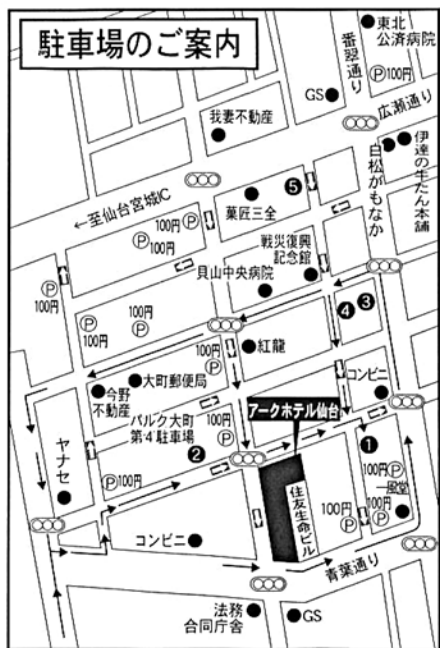 駐車場のご案内
東北
公済病院
番翠通り
Ⓟ100円
GS
広瀬通り
我妻不動産
伊達の牛たん本舗
白松がもなか
❺
←至仙台宮城IC
菓匠三全
100円
Ⓟ
100円
Ⓟ
戦災復興
記念館
貝山中央病院
Ⓟ
100円
❹
❸
100円
Ⓟ
Ⓟ
100円
100円
Ⓟ
紅龍
大町郵便局
今野
不動産
コンビニ
アークホテル仙台
パルク大町
第4駐車場
100円
Ⓟ
❷
❶
ヤナセ
Ⓟ100円
100円
Ⓟ
一風堂
100円
Ⓟ
100円
Ⓟ
住友生命ビル
コンビニ
青葉通り
法務
合同庁舎
GS